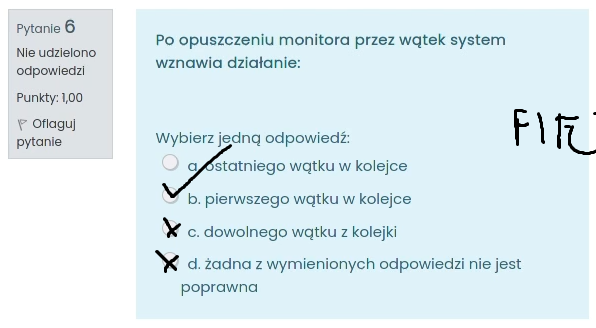 Pytanie 6
Nie udzielono
odpowiedzi
Punkty: 1,00
Oflaguj
pytanie
Po opuszczeniu monitora przez wątek system
wznawia działanie:
Wybierz jedną odpowiedź:
a. ostatniego wątku w kolejce
b. pierwszego wątku w kolejce
c. dowolnego wątku z kolejki
d. żadna z wymienionych odpowiedzi nie jest
poprawna